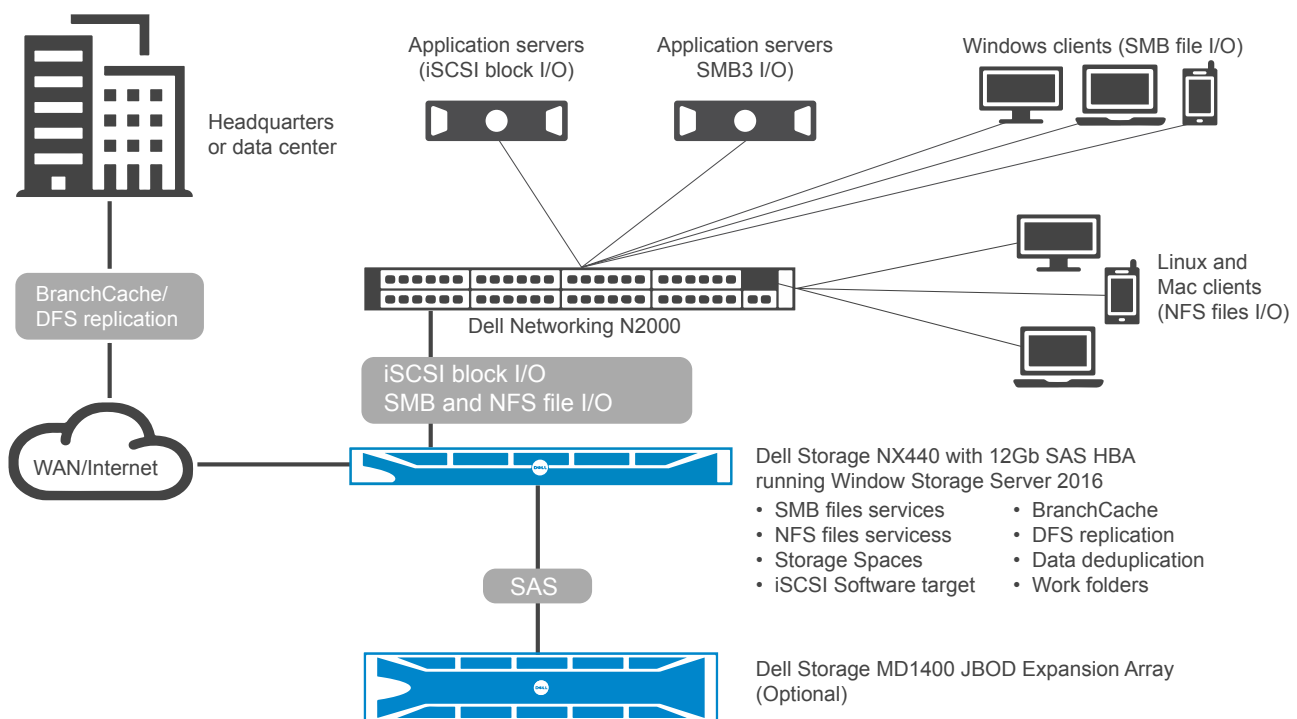 Application servers
(iSCSI block I/O)
Application servers
SMB3 I/O)
Windows clients (SMB file I/O)
Headquarters
or data center
BranchCache/
DFS replication
Linux and
Mac clients
(NFS files I/O)
Dell Networking N2000
iSCSI block I/O
SMB and NFS file I/O
WAN/Internet
DELL
Dell Storage NX440 with 12Gb SAS HBA
running Window Storage Server 2016
• SMB files services
• NFS files servicess
• Storage Spaces
• iSCSI Software target
• BranchCache
• DFS replication
• Data deduplication
• Work folders
SAS
DELL
Dell Storage MD1400 JBOD Expansion Array
(Optional)